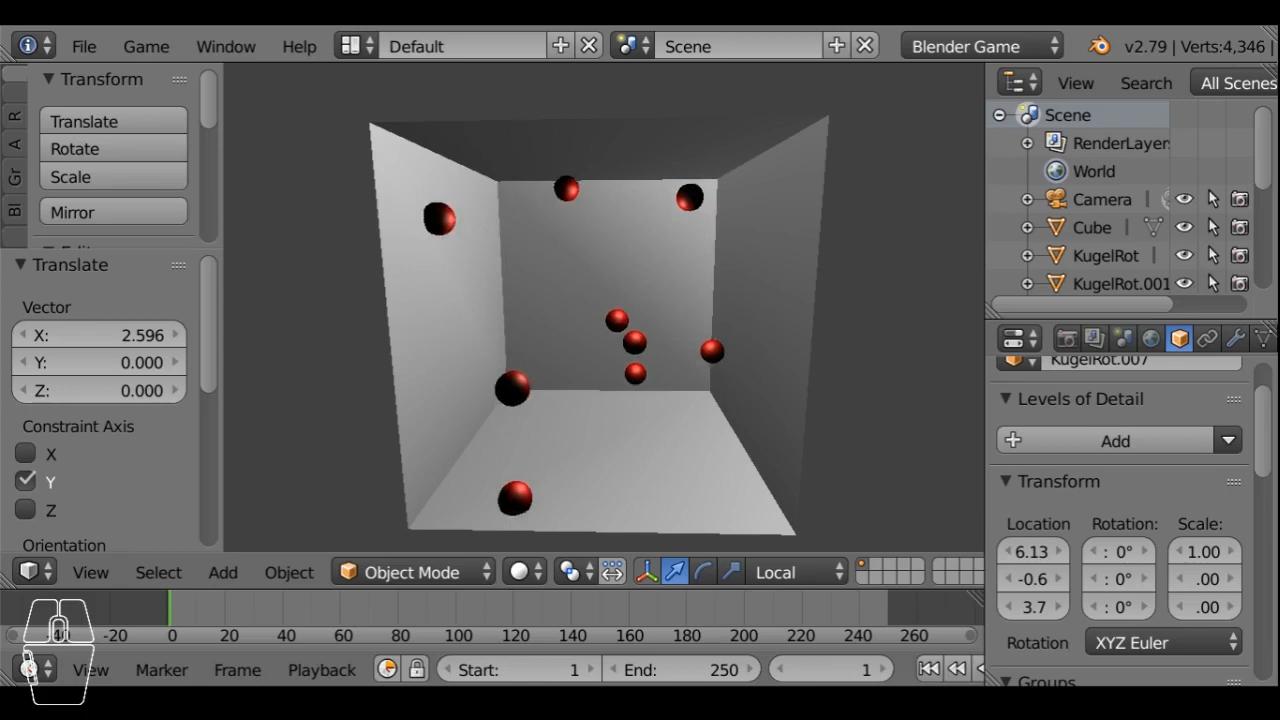 File Game Window Help Default Scene Blender Game v2.79 | Verts:4,346 |
Transform
Translate
Rotate
Scale
Mirror
R
A
Gr
Bl
Translate
Vector
X: 2.596
Y: 0.000
Z: 0.000
Constraint Axis
X
Y
Z
Orientation
View Search All Scenes
Scene
RenderLayer
World
Camera
Cube
KugelRot
KugelRot.001
KugelRot.007
Levels of Detail
Add
Transform
Location Rotation: Scale:
6.13 : 0° 1.00
-0.6 : 0° .00
3.7 : 0° .00
Rotation XYZ Euler
Groups
View Select Add Object Object Mode Local
-40 -20 0 20 40 60 80 100 120 140 160 180 200 220 240 260
View Marker Frame Playback Start: 1 End: 250 1